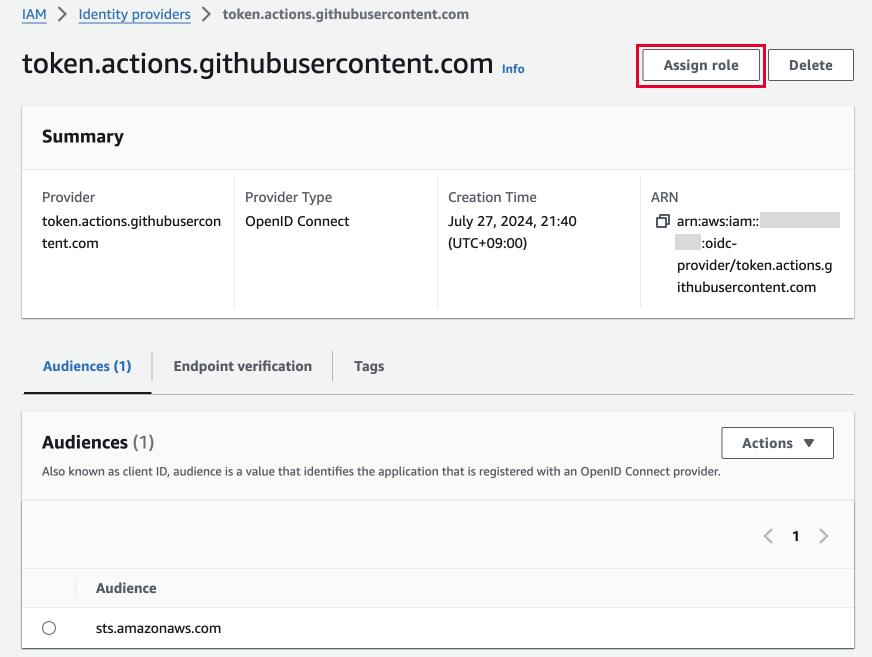 IAM > Identity providers > token.actions.githubusercontent.com
token.actions.githubusercontent.com Info
Assign role
Delete
Summary
Provider
token.actions.githubusercon
tent.com
Provider Type
OpenID Connect
Creation Time
July 27, 2024, 21:40
(UTC+09:00)
ARN
arn:aws:iam::
:oidc-
provider/token.actions.g
ithubusercontent.com
Audiences (1)
Endpoint verification
Tags
Audiences (1)
Actions
Also known as client ID, audience is a value that identifies the application that is registered with an OpenID Connect provider.
1
Audience
sts.amazonaws.com